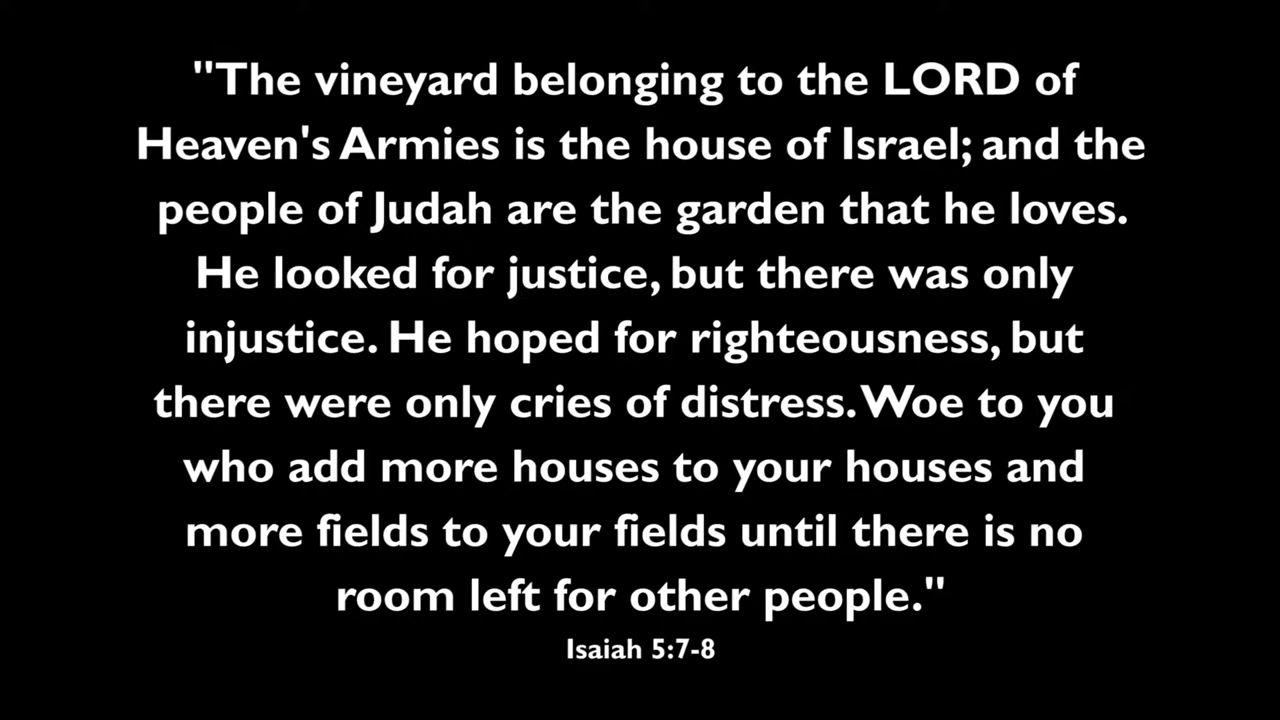 "The vineyard belonging to the LORD of
Heaven's Armies is the house of Israel; and the
people of Judah are the garden that he loves.
He looked for justice, but there was only
injustice. He hoped for righteousness, but
there were only cries of distress. Woe to you
who add more houses to your houses and
more fields to your fields until there is no
room left for other people."
Isaiah 5:7-8